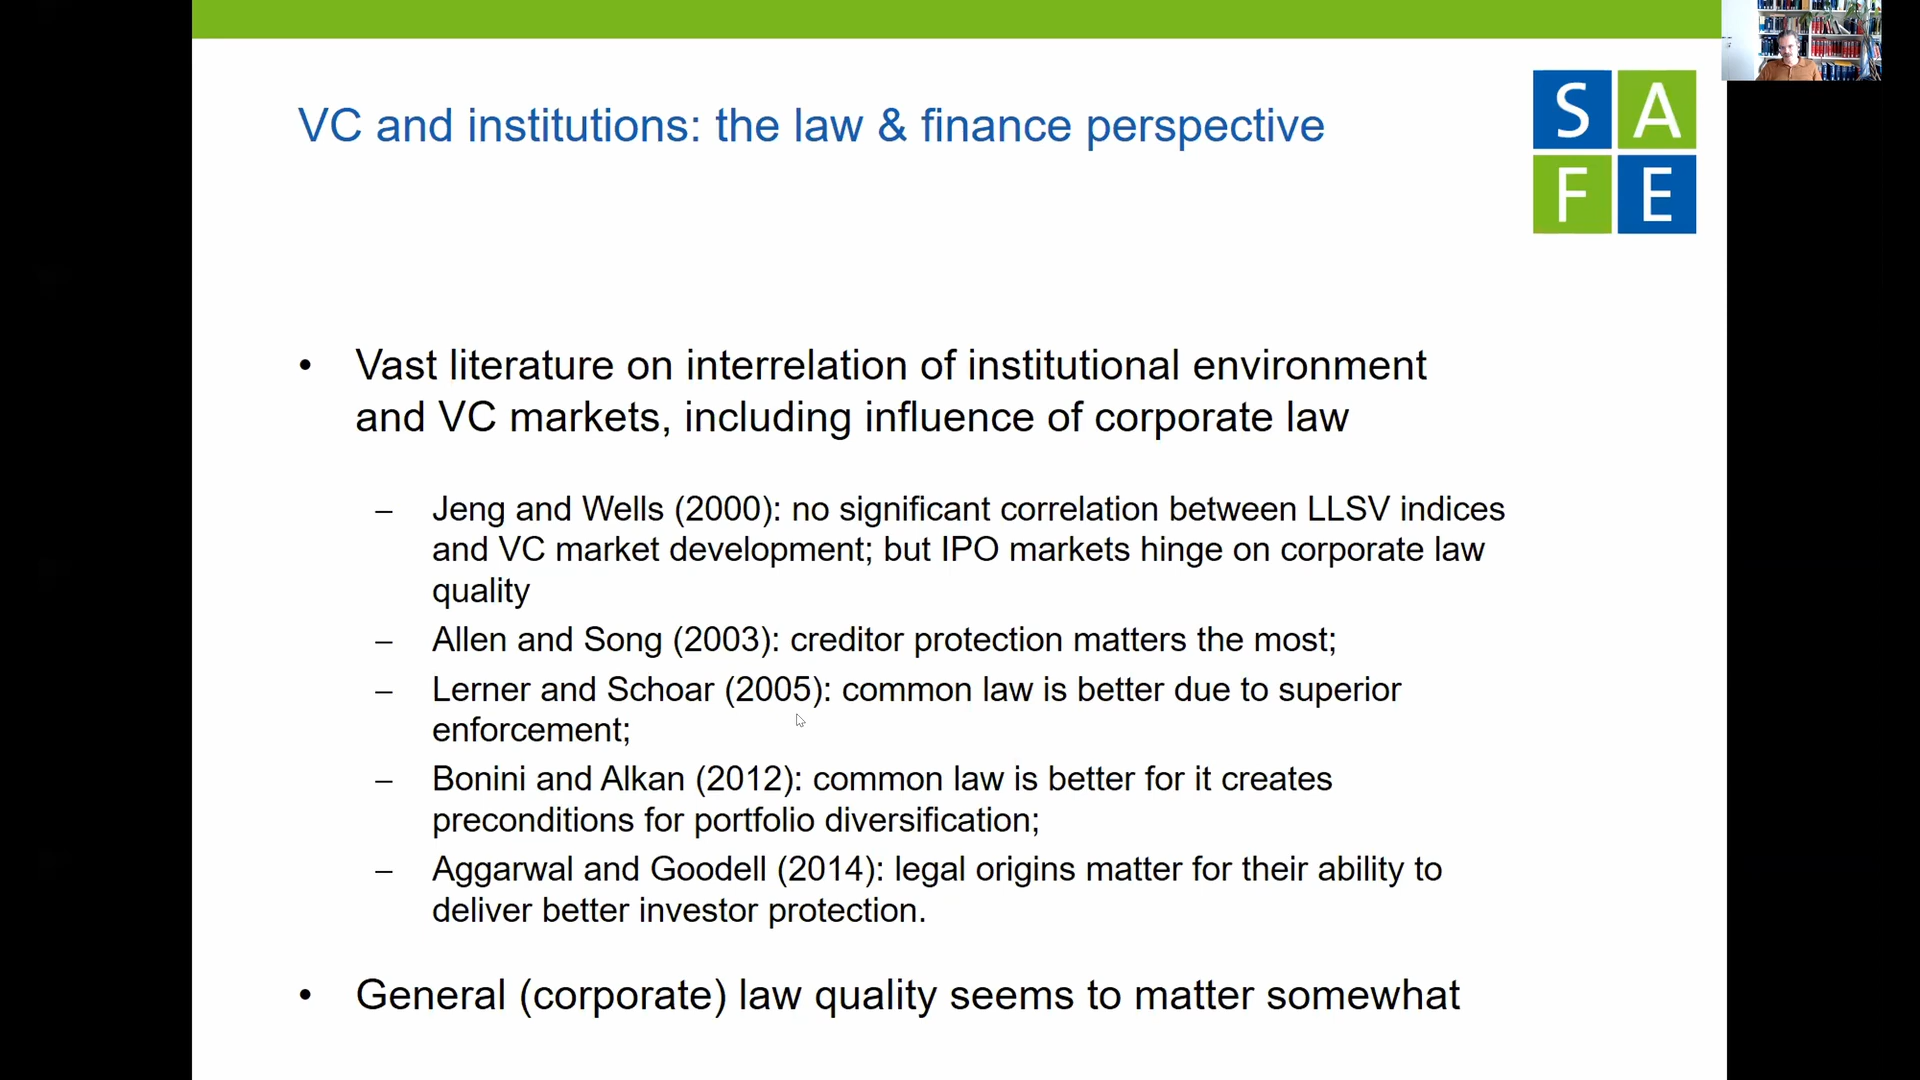 VC and institutions: the law & finance perspective
S A
F E
• Vast literature on interrelation of institutional environment
and VC markets, including influence of corporate law
– Jeng and Wells (2000): no significant correlation between LLSV indices
and VC market development; but IPO markets hinge on corporate law
quality
– Allen and Song (2003): creditor protection matters the most;
– Lerner and Schoar (2005): common law is better due to superior
enforcement;
– Bonini and Alkan (2012): common law is better for it creates
preconditions for portfolio diversification;
– Aggarwal and Goodell (2014): legal origins matter for their ability to
deliver better investor protection.
• General (corporate) law quality seems to matter somewhat